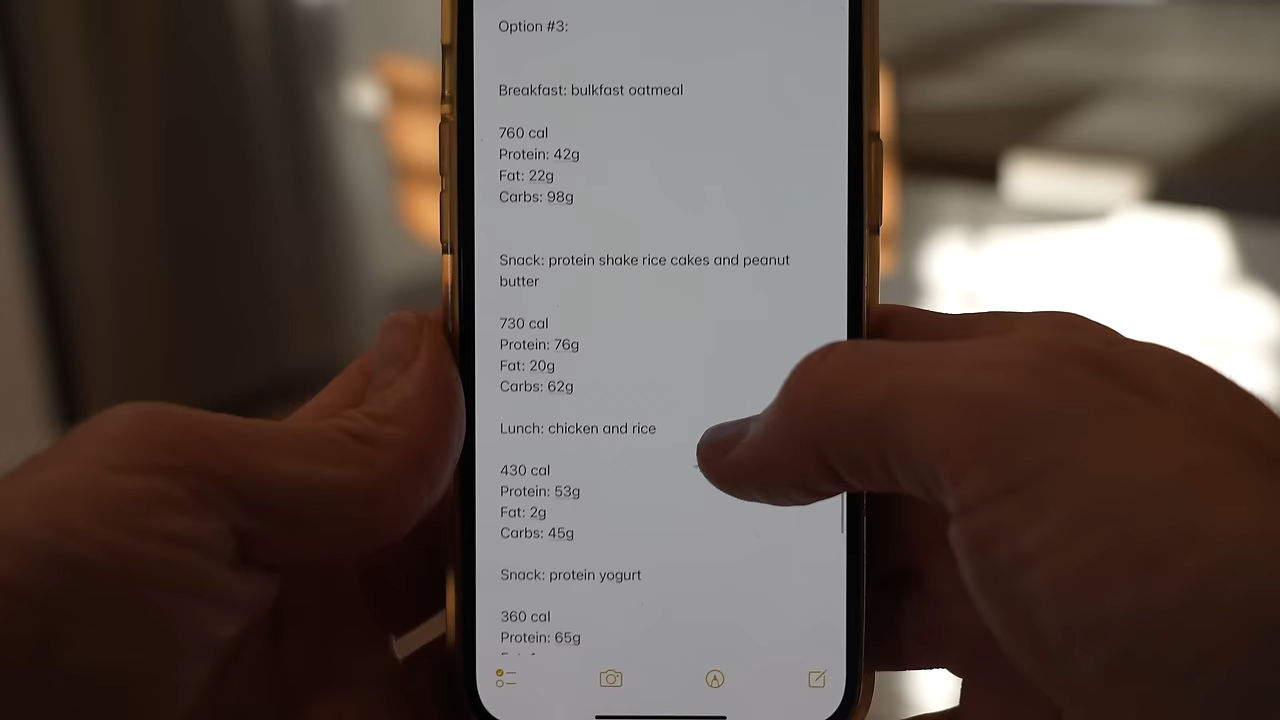 Option #3:
Breakfast: bulkfast oatmeal
760 cal
Protein: 42g
Fat: 22g
Carbs: 98g
Snack: protein shake rice cakes and peanut
butter
730 cal
Protein: 76g
Fat: 20g
Carbs: 62g
Lunch: chicken and rice
430 cal
Protein: 53g
Fat: 2g
Carbs: 45g
Snack: protein yogurt
360 cal
Protein: 65g